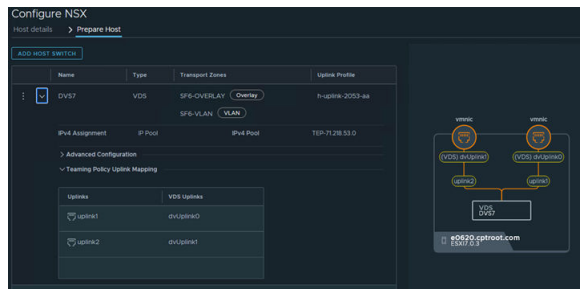 Configure NSX
Host details > Prepare Host
ADD HOST SWITCH
Name Type Transport Zones Uplink Profile
DVS7 VDS SF6-OVERLAY Overlay h-uplink-2053-aa
SF6-VLAN VLAN
IPv4 Assignment IP Pool IPv4 Pool TEP-71.218.53.0
Advanced Configuration
Teaming Policy Uplink Mapping
Uplinks VDS Uplinks
uplink1 dvUplink0
uplink2 dvUplink1
vmnic vmnic
(VDS) dvUplink1 (VDS) dvUplink0
uplink2 uplink1
VDS
DVS7
e0620.cptroot.com
ESXI7.0.3